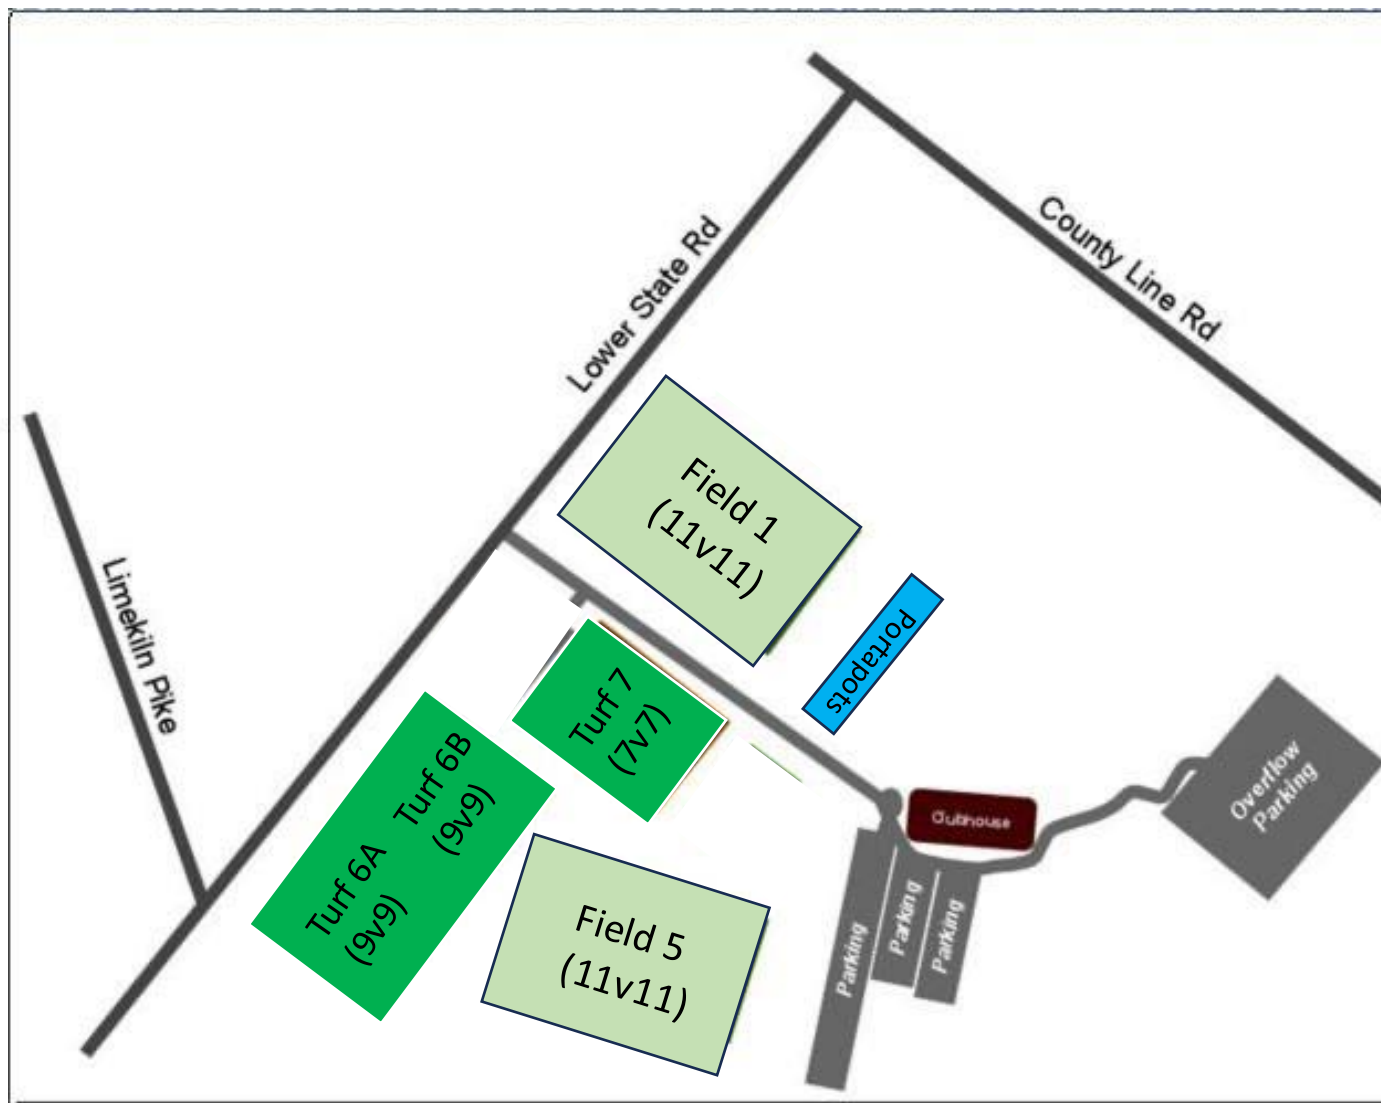 County Line Rd
Lower State Rd
Field 1
(11v11)
Limekiln Pike
Portapots
Turf 7
(7v7)
Turf 6B
(9v9)
Turf 6A
(9v9)
Overflow
Parking
Clubhouse
Field 5
(11v11)
Parking
Parking
Parking